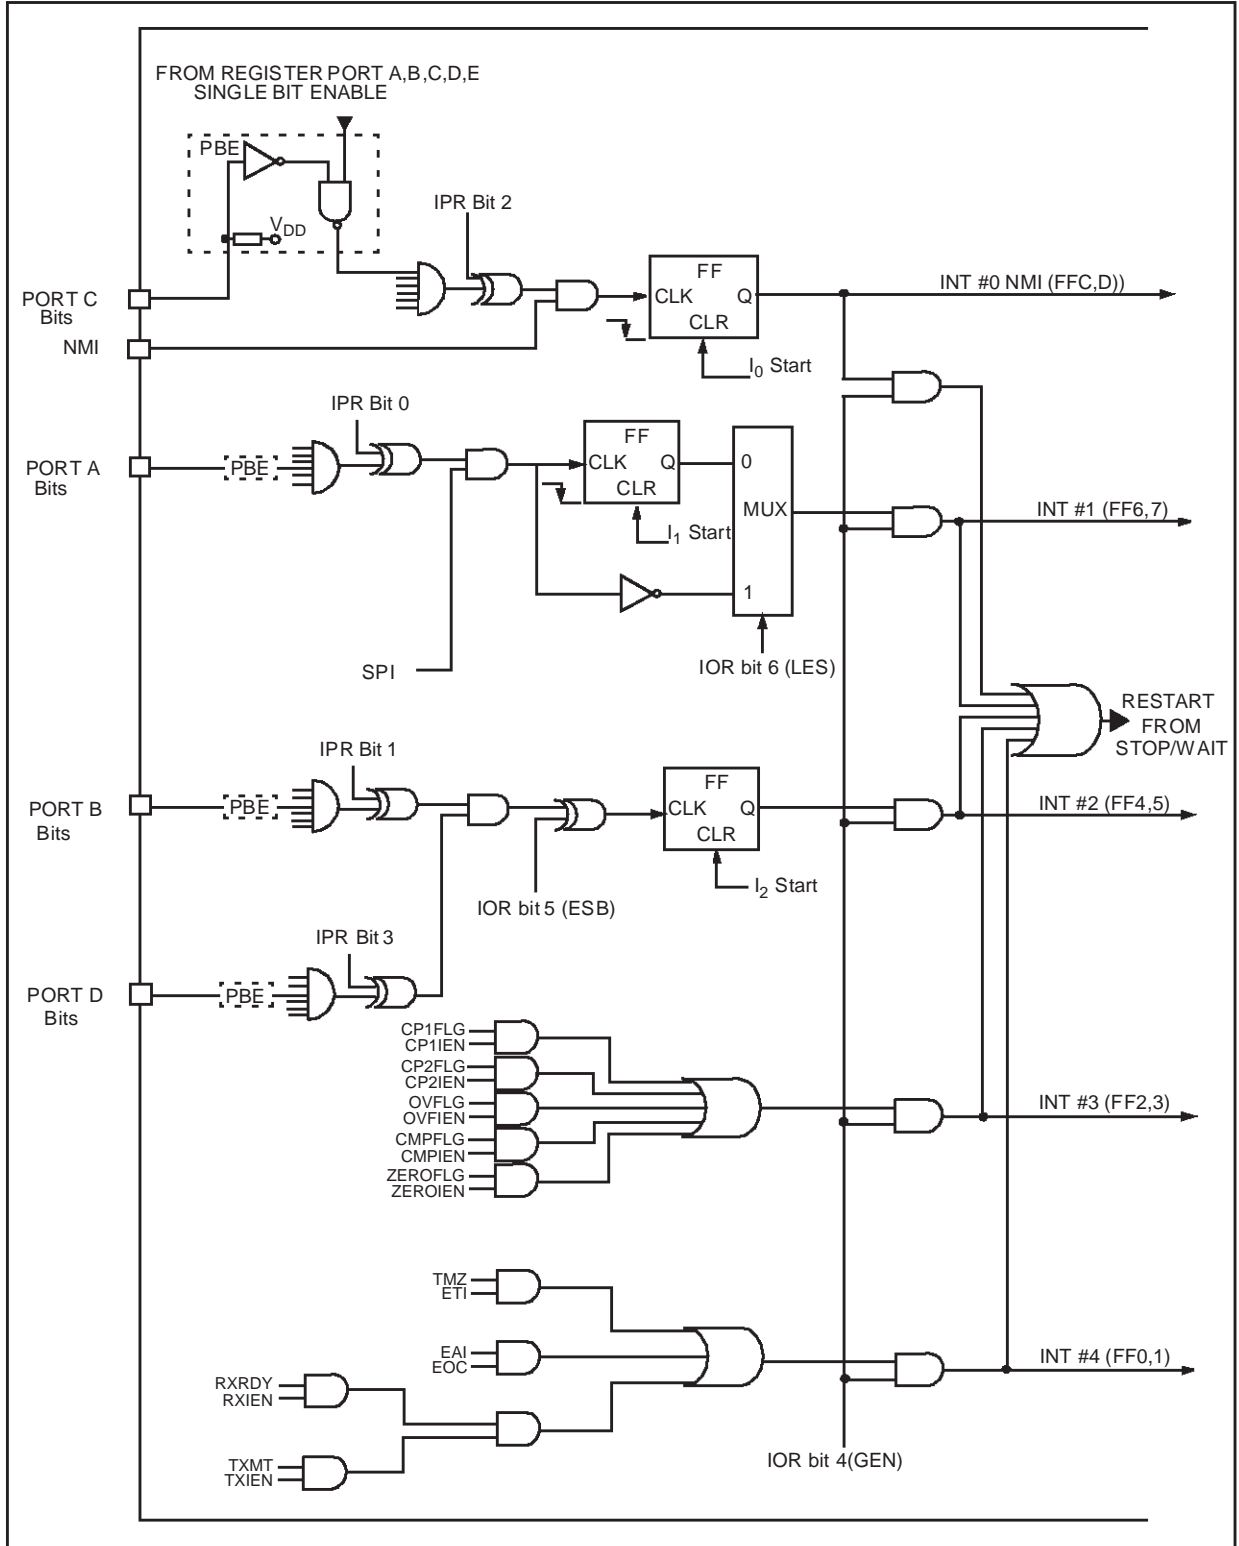 FROM REGISTER PORT A,B,C,D,E
SINGLE BIT ENABLE
PBE
VDD
IPR Bit 2
PORT C
Bits
NMI
FF
CLK
Q
CLR
I0 Start
INT #0 NMI (FFC,D))
IPR Bit 0
PORT A
Bits
PBE
FF
CLK
Q
CLR
I1 Start
0
MUX
1
INT #1 (FF6,7)
SPI
IOR bit 6 (LES)
RESTART
FROM
STOP/WAIT
IPR Bit 1
PORT B
Bits
PBE
FF
CLK
Q
CLR
I2 Start
INT #2 (FF4,5)
IOR bit 5 (ESB)
IPR Bit 3
PORT D
Bits
PBE
CP1FLG
CP1IEN
CP2FLG
CP2IEN
OVFLG
OVFIEN
CMPFLG
CMPIEN
ZEROFLG
ZEROIEN
INT #3 (FF2,3)
TMZ
ETI
EAI
EOC
RXRDY
RXIEN
TXMT
TXIEN
INT #4 (FF0,1)
IOR bit 4(GEN)